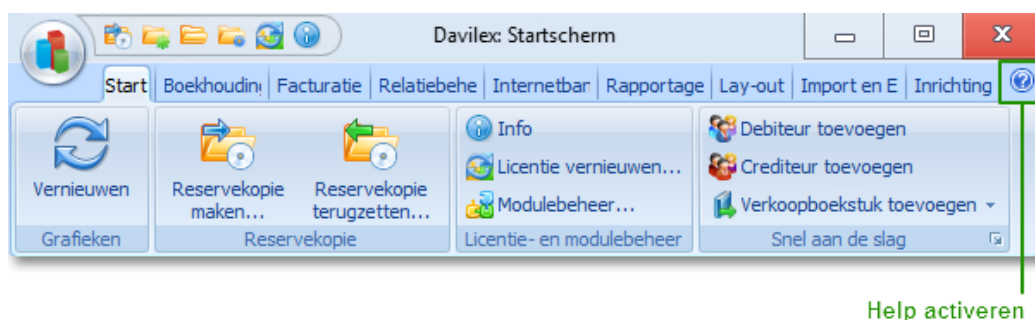 Davilex: Startscherm
Start Boekhouding Facturatie Relatiebehe Internetbar Rapportage Lay-out Import en E Inrichting
Vernieuwen
Grafieken
Reservekopie maken...
Reservekopie terugzetten...
Reservekopie
Info
Licentie vernieuwen...
Modulebeheer...
Licentie- en modulebeheer
Debiteur toevoegen
Crediteur toevoegen
Verkoopboekstuk toevoegen
Snel aan de slag
Help activeren